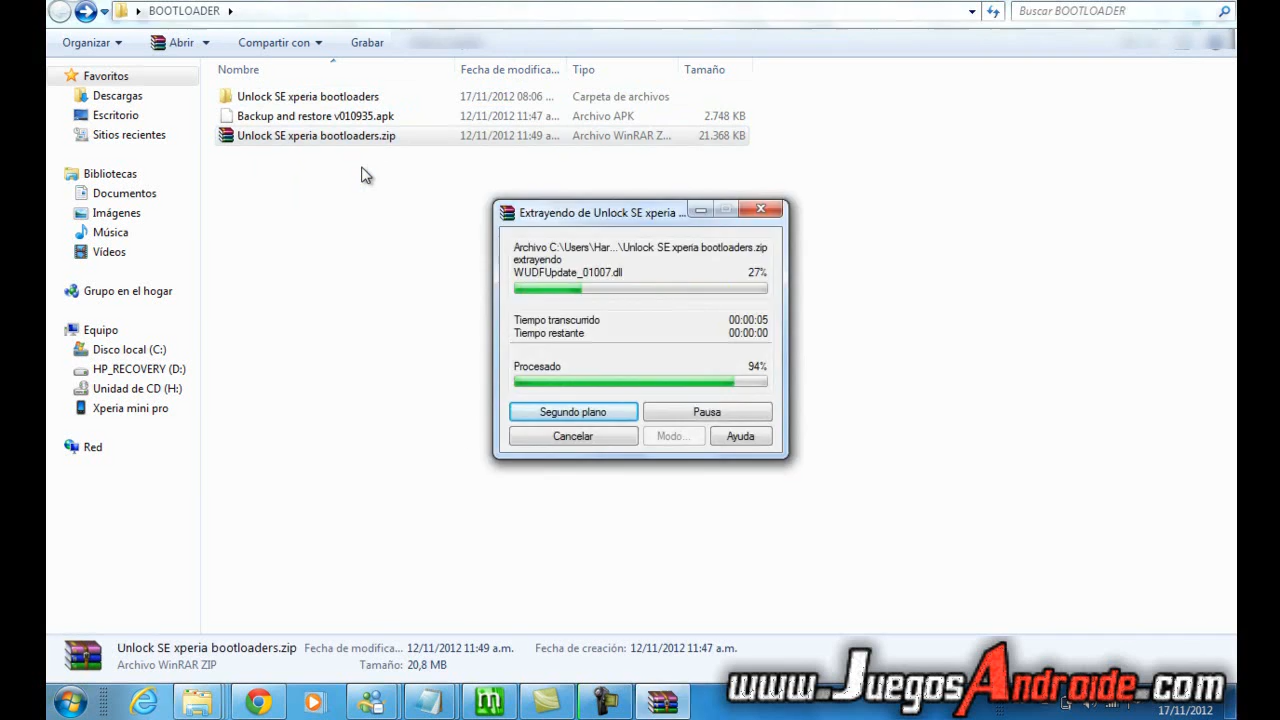 BOOTLOADER
Buscar BOOTLOADER
Organizar
Abrir
Compartir con
Grabar
Favoritos
Descargas
Escritorio
Sitios recientes
Bibliotecas
Documentos
Imágenes
Música
Vídeos
Grupo en el hogar
Equipo
Disco local (C:)
HP_RECOVERY (D:)
Unidad de CD (H:)
Xperia mini pro
Red
Nombre Fecha de modifica... Tipo Tamaño
Unlock SE xperia bootloaders 17/11/2012 08:06 ... Carpeta de archivos
Backup and restore v010935.apk 12/11/2012 11:47 a... Archivo APK 2.748 KB
Unlock SE xperia bootloaders.zip 12/11/2012 11:49 a... Archivo WinRAR Z... 21.368 KB
Extrayendo de Unlock SE xperia ...
Archivo C:\Users\Har...\Unlock SE xperia bootloaders.zip
extrayendo
WUDFUpdate_01007.dll 27%
Tiempo transcurrido 00:00:05
Tiempo restante 00:00:00
Procesado 94%
Segundo plano
Pausa
Cancelar
Modo...
Ayuda
Unlock SE xperia bootloaders.zip Fecha de modifica... 12/11/2012 11:49 a.m. Fecha de creación: 12/11/2012 11:47 a.m.
Archivo WinRAR ZIP Tamaño: 20,8 MB
www.JuegosAndroide.com
17/11/2012